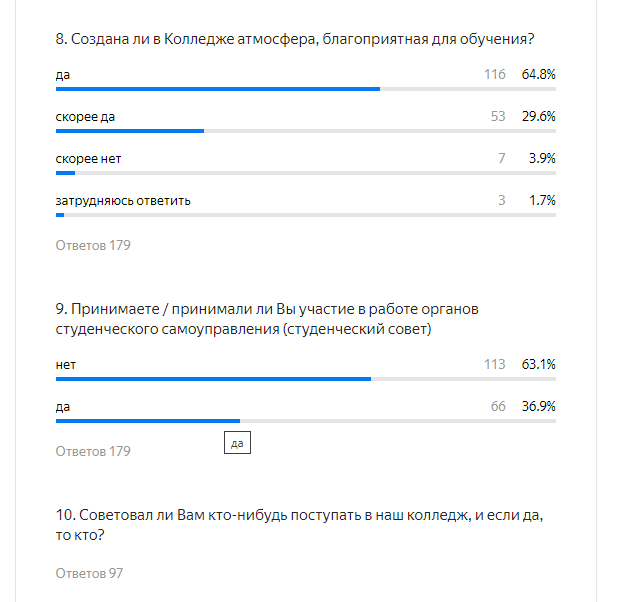 8. Создана ли в Колледже атмосфера, благоприятная для обучения?
да 116 64.8%
скорее да 53 29.6%
скорее нет 7 3.9%
затрудняюсь ответить 3 1.7%
Ответов 179
9. Принимаете / принимали ли Вы участие в работе органов
студенческого самоуправления (студенческий совет)
нет 113 63.1%
да 66 36.9%
да
Ответов 179
10. Советовал ли Вам кто-нибудь поступать в наш колледж, и если да,
то кто?
Ответов 97